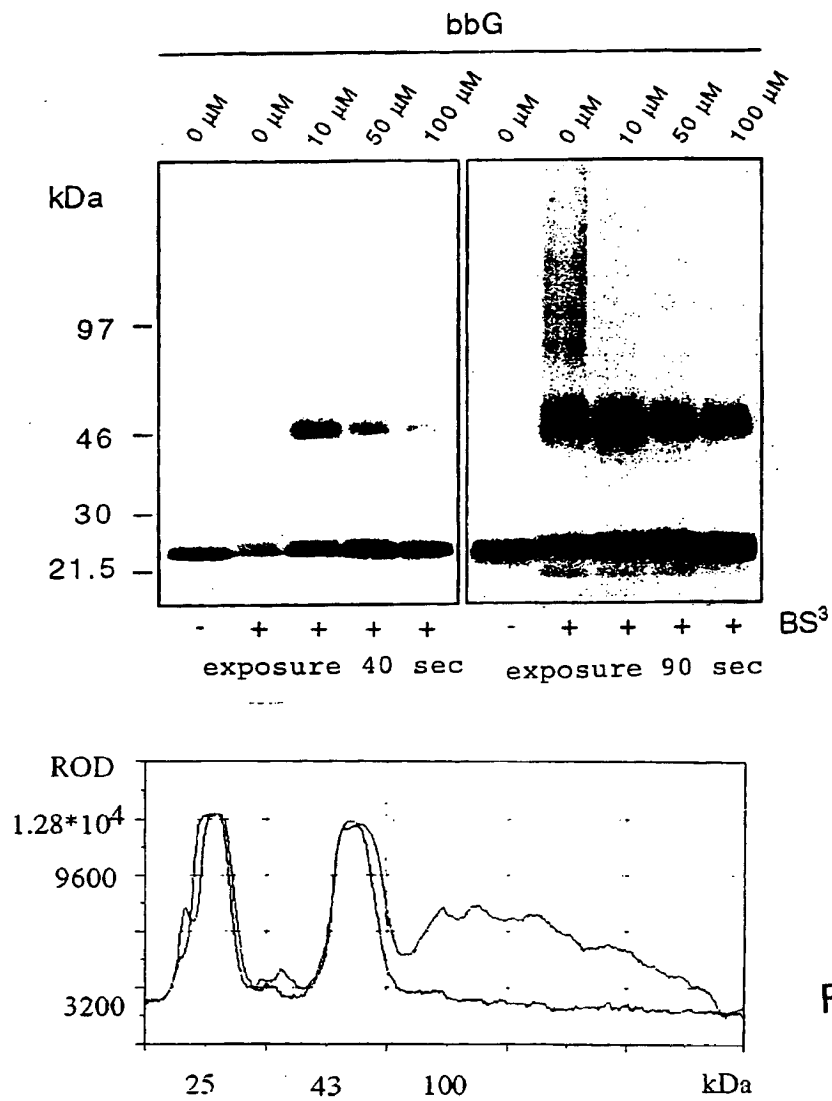 bbG
0 µM 0 µM 10 µM 50 µM 100 µM 0 µM 0 µM 10 µM 50 µM 100 µM
kDa
97
46
30
21.5
- + + + + - + + + + BS³
exposure 40 sec exposure 90 sec
ROD
1.28*10⁴
9600
3200
F
25 43 100 kDa